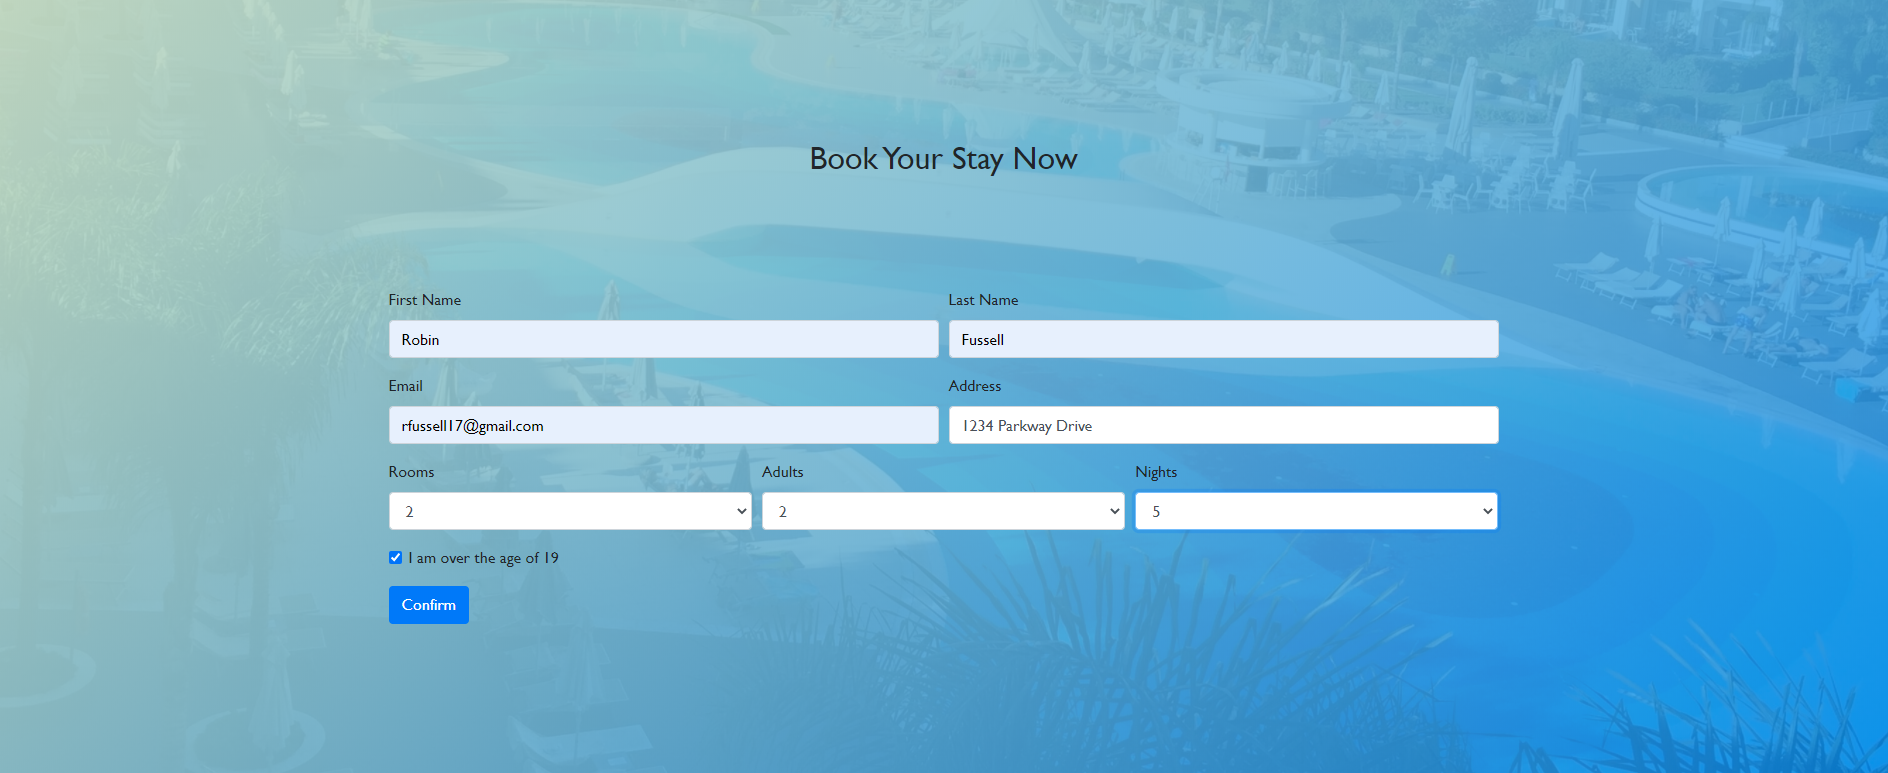 Book Your Stay Now
First Name Last Name
Robin Fussell
Email Address
rfussell17@gmail.com 1234 Parkway Drive
Rooms Adults Nights
2 2 5
I am over the age of 19
Confirm